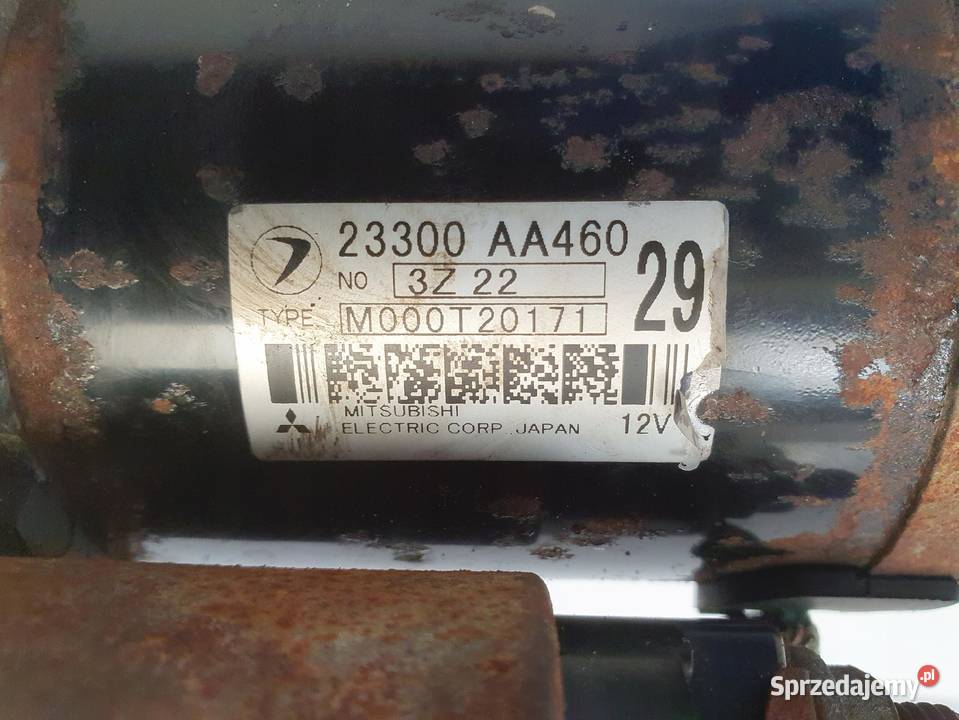 23300 AA460
29
NO 3Z 22
TYPE M000T20171
MITSUBISHI
ELECTRIC CORP. JAPAN 12V
Sprzedajemy.pl